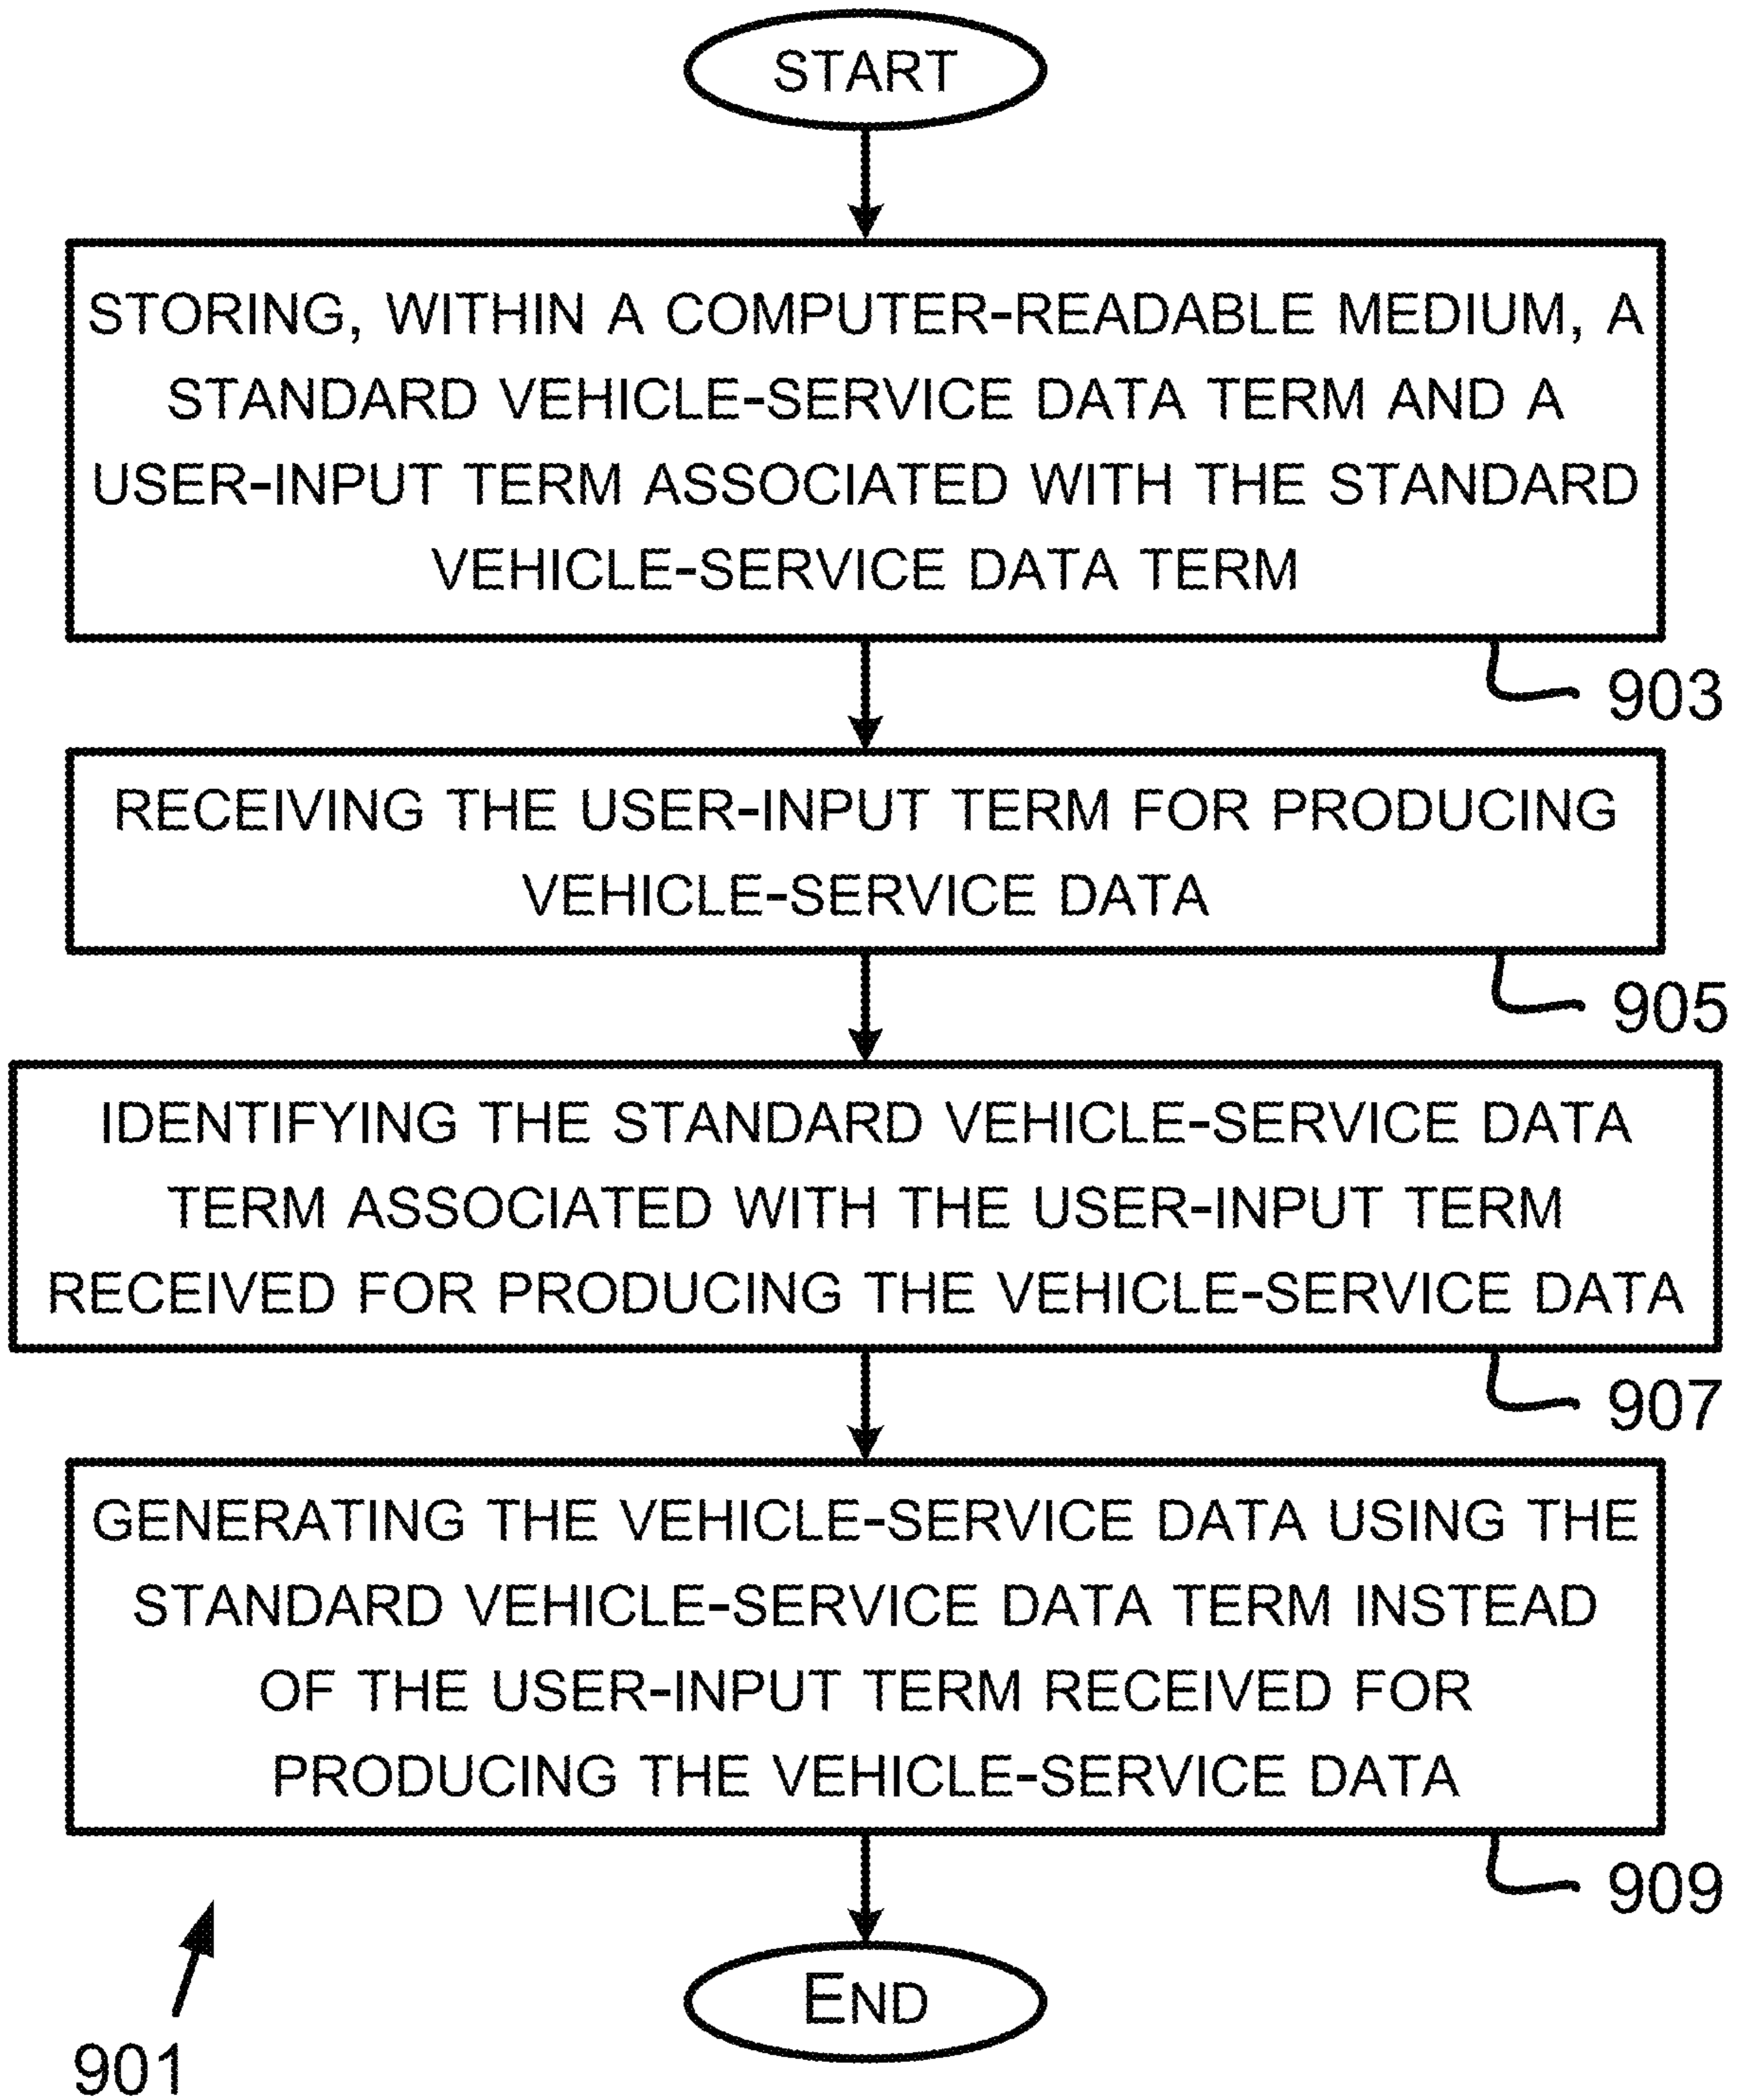 START
STORING, WITHIN A COMPUTER-READABLE MEDIUM, A
STANDARD VEHICLE-SERVICE DATA TERM AND A
USER-INPUT TERM ASSOCIATED WITH THE STANDARD
VEHICLE-SERVICE DATA TERM
903
RECEIVING THE USER-INPUT TERM FOR PRODUCING
VEHICLE-SERVICE DATA
905
IDENTIFYING THE STANDARD VEHICLE-SERVICE DATA
TERM ASSOCIATED WITH THE USER-INPUT TERM
RECEIVED FOR PRODUCING THE VEHICLE-SERVICE DATA
907
GENERATING THE VEHICLE-SERVICE DATA USING THE
STANDARD VEHICLE-SERVICE DATA TERM INSTEAD
OF THE USER-INPUT TERM RECEIVED FOR
PRODUCING THE VEHICLE-SERVICE DATA
909
END
901